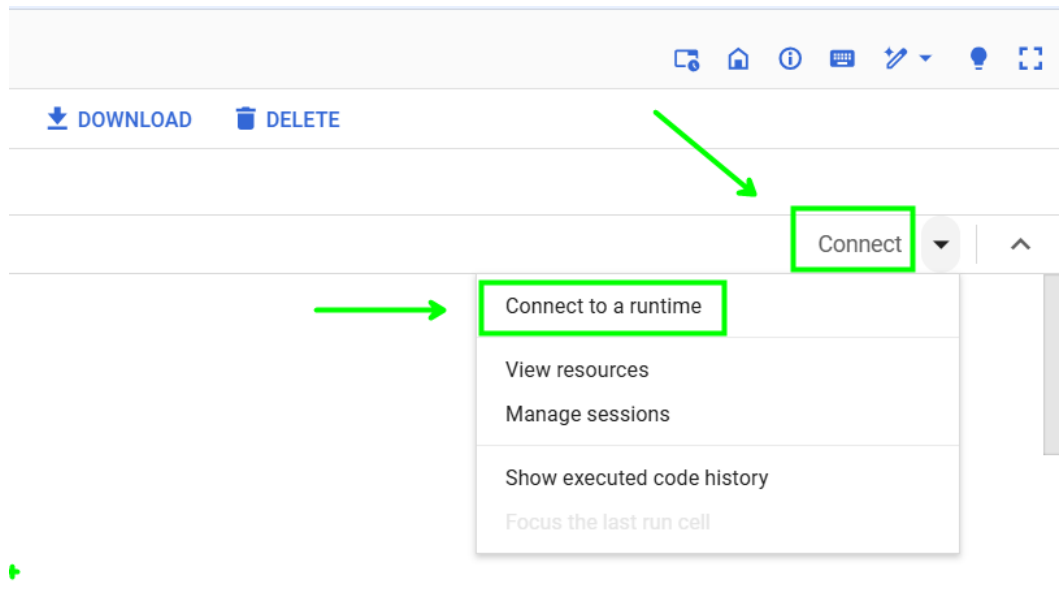 DOWNLOAD DELETE
Connect
Connect to a runtime
View resources
Manage sessions
Show executed code history
Focus the last run cell